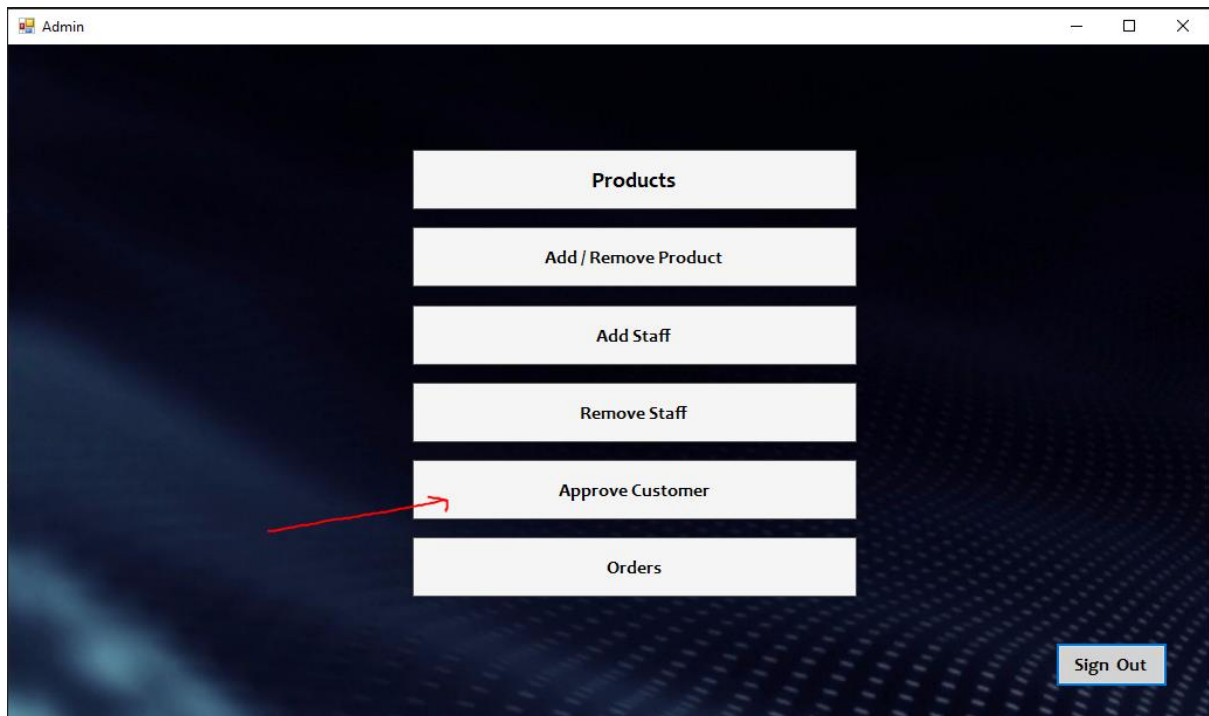 Admin
Products
Add / Remove Product
Add Staff
Remove Staff
Approve Customer
Orders
Sign Out